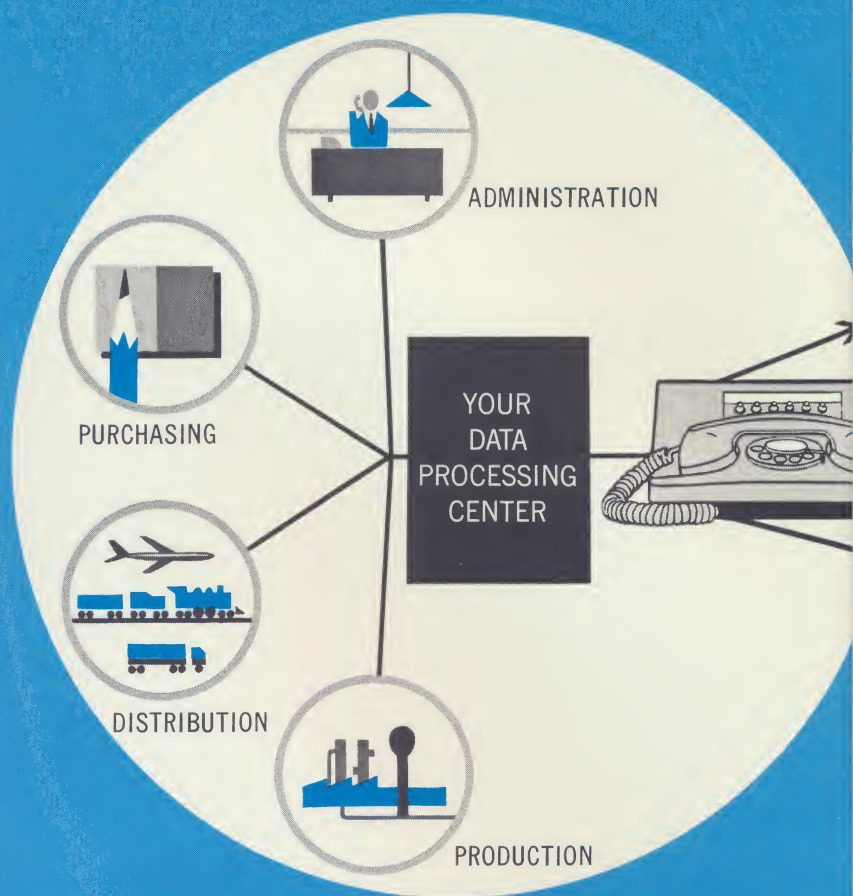 ADMINISTRATION
PURCHASING
YOUR
DATA
PROCESSING
CENTER
DISTRIBUTION
PRODUCTION